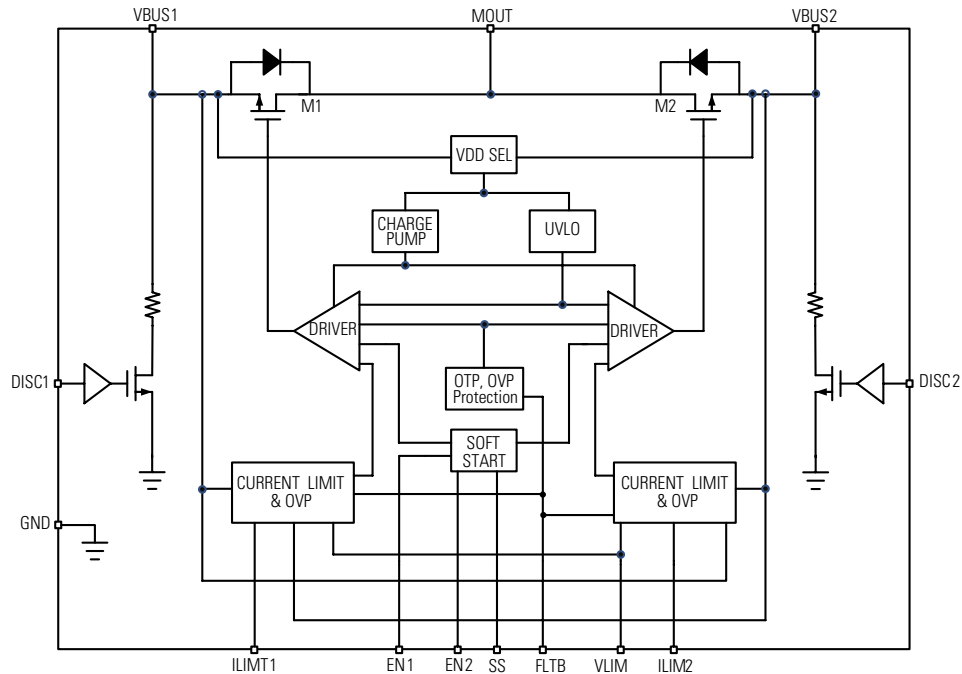 VBUS1
MOUT
VBUS2
M1
M2
VDD SEL
CHARGE
PUMP
UVLO
DRIVER
DRIVER
DISC1
OTP, OVP
Protection
DISC2
SOFT
START
CURRENT LIMIT
& OVP
CURRENT LIMIT
& OVP
GND
ILIMT1
EN1
EN2
SS
FLTB
VLIM
ILIM2